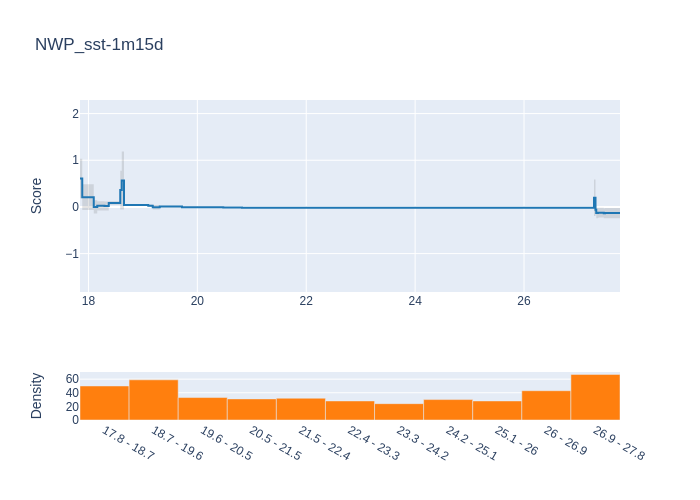 NWP_sst-1m15d
Score
2
1
0
−1
18
20
22
24
26
Density
60
40
20
0
17.8 - 18.7
18.7 - 19.6
19.6 - 20.5
20.5 - 21.5
21.5 - 22.4
22.4 - 23.3
23.3 - 24.2
24.2 - 25.1
25.1 - 26
26 - 26.9
26.9 - 27.8